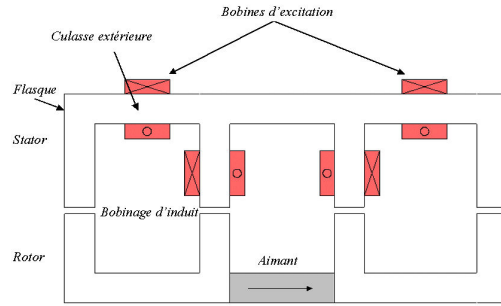 Bobines d'excitation
Culasse extérieure
Flasque
Stator
Bobinage d'induit
Rotor
Aimant